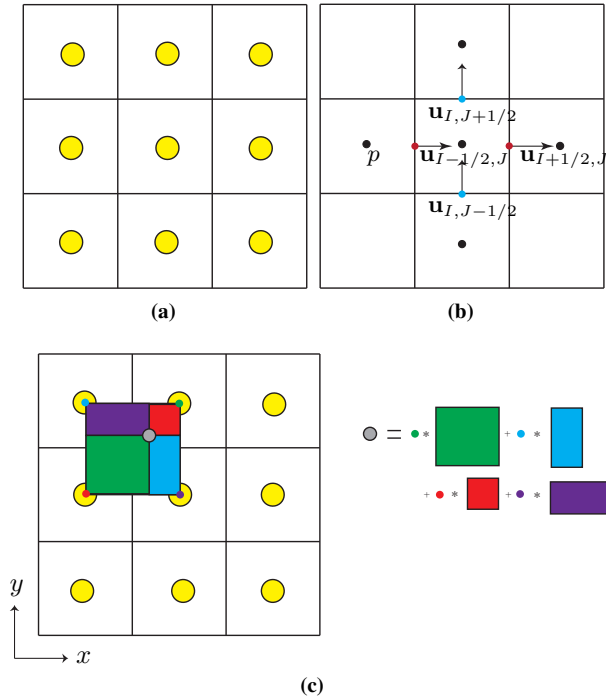 u_{I,J+1/2}
p
u_{I-1/2,J}
u_{I+1/2,J}
u_{I,J-1/2}
(a)
(b)
= * + *
+ * + *
y
x
(c)